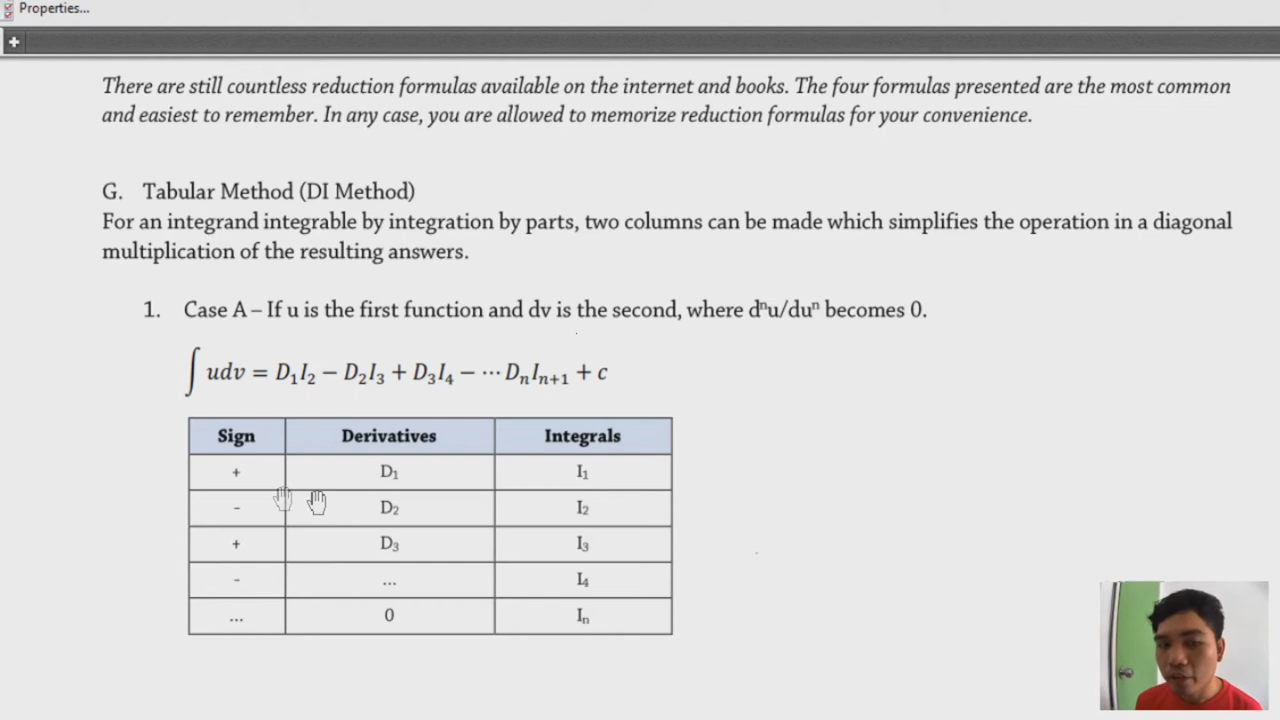 Properties...
There are still countless reduction formulas available on the internet and books. The four formulas presented are the most common
and easiest to remember. In any case, you are allowed to memorize reduction formulas for your convenience.
G. Tabular Method (DI Method)
For an integrand integrable by integration by parts, two columns can be made which simplifies the operation in a diagonal
multiplication of the resulting answers.
1. Case A – If u is the first function and dv is the second, where dⁿu/duⁿ becomes 0.
∫ udv = D₁I₂ − D₂I₃ + D₃I₄ − ⋯ DₙIₙ₊₁ + c
Sign Derivatives Integrals
+ D₁ I₁
- D₂ I₂
+ D₃ I₃
- ... I₄
... 0 Iₙ